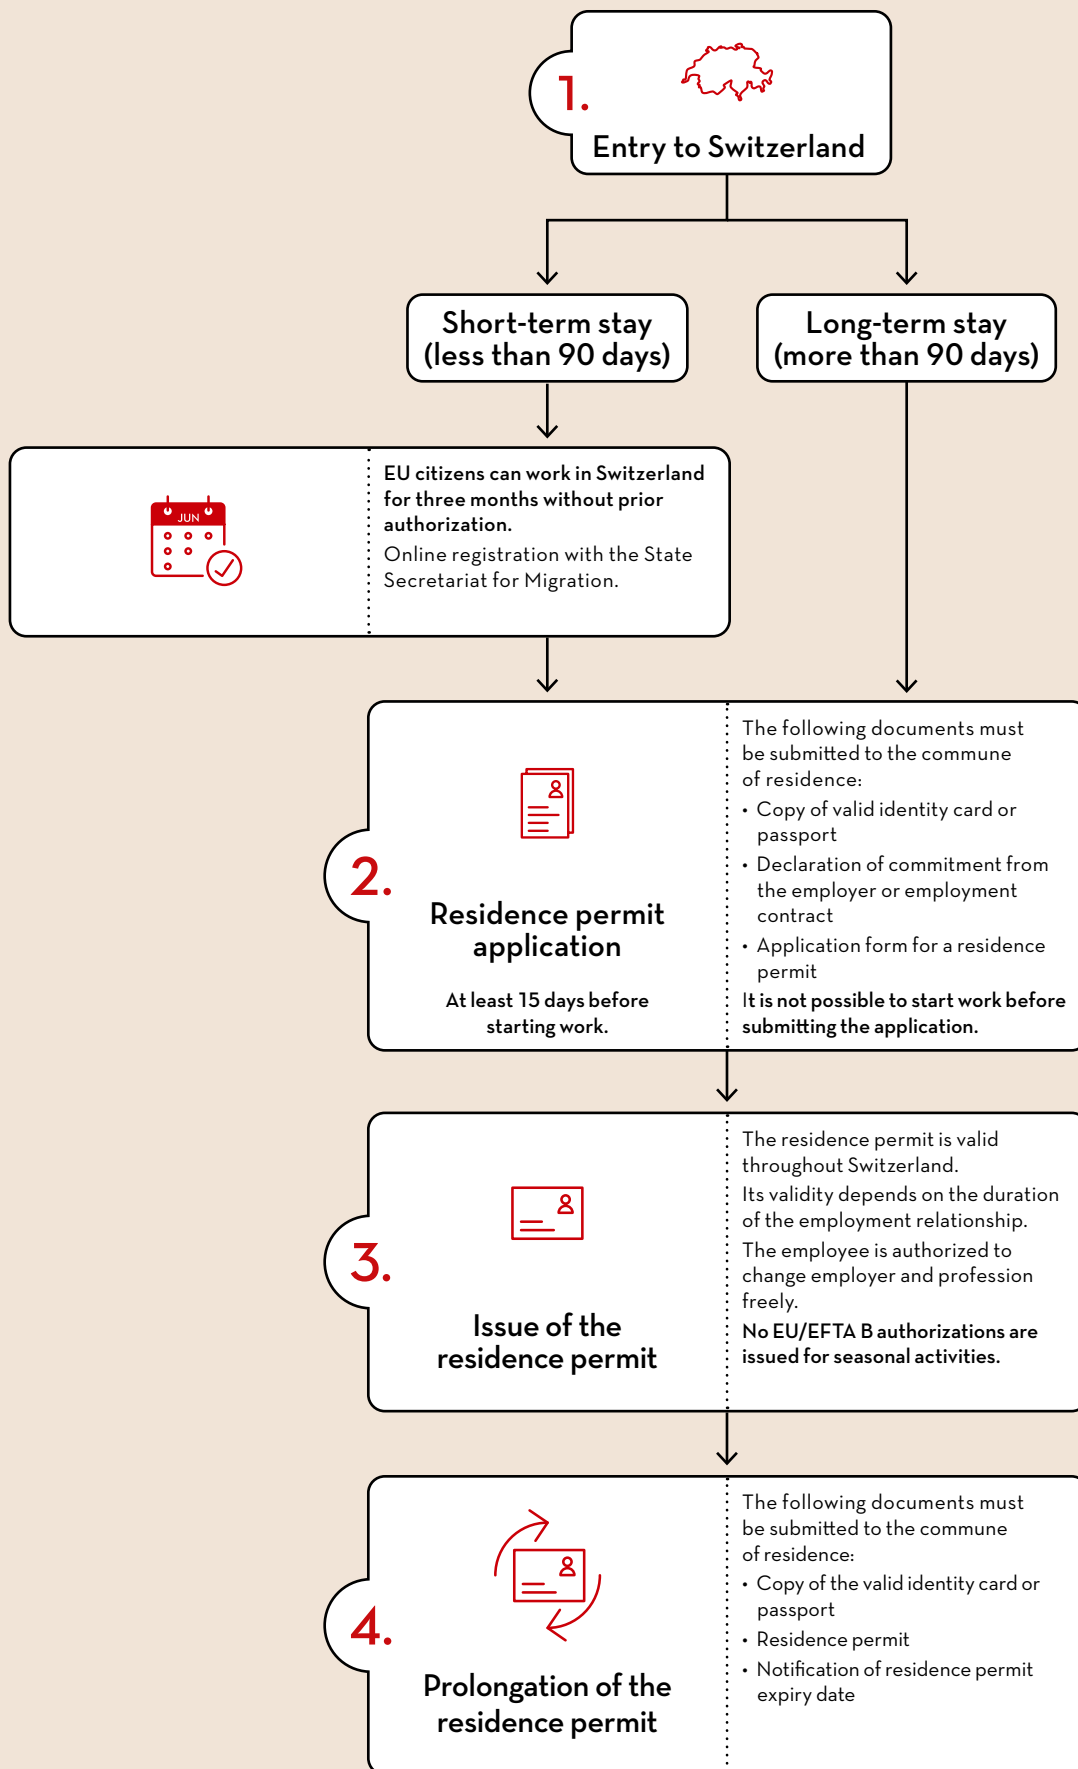 1.
Entry to Switzerland
Short-term stay
(less than 90 days)
Long-term stay
(more than 90 days)
JUN
EU citizens can work in Switzerland
for three months without prior
authorization.
Online registration with the State
Secretariat for Migration.
2.
Residence permit
application
At least 15 days before
starting work.
The following documents must
be submitted to the commune
of residence:
• Copy of valid identity card or
passport
• Declaration of commitment from
the employer or employment
contract
• Application form for a residence
permit
It is not possible to start work before
submitting the application.
3.
Issue of the
residence permit
The residence permit is valid
throughout Switzerland.
Its validity depends on the duration
of the employment relationship.
The employee is authorized to
change employer and profession
freely.
No EU/EFTA B authorizations are
issued for seasonal activities.
4.
Prolongation of the
residence permit
The following documents must
be submitted to the commune
of residence:
• Copy of the valid identity card or
passport
• Residence permit
• Notification of residence permit
expiry date